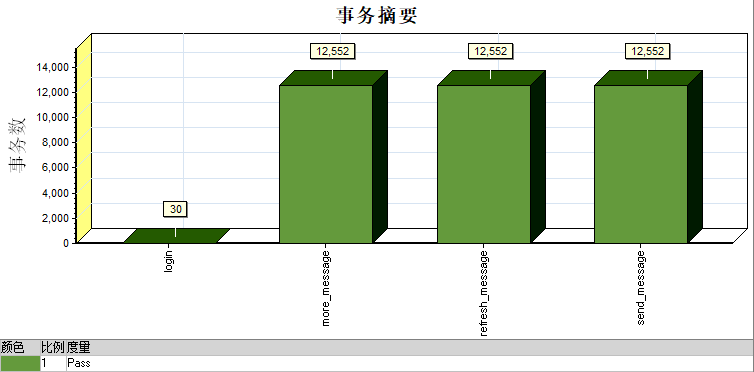 事务摘要
事务数
14,000
12,000
10,000
8,000
6,000
4,000
2,000
0
30
12,552
12,552
12,552
login
more_message
refresh_message
send_message
颜色 比例 度量
1 Pass